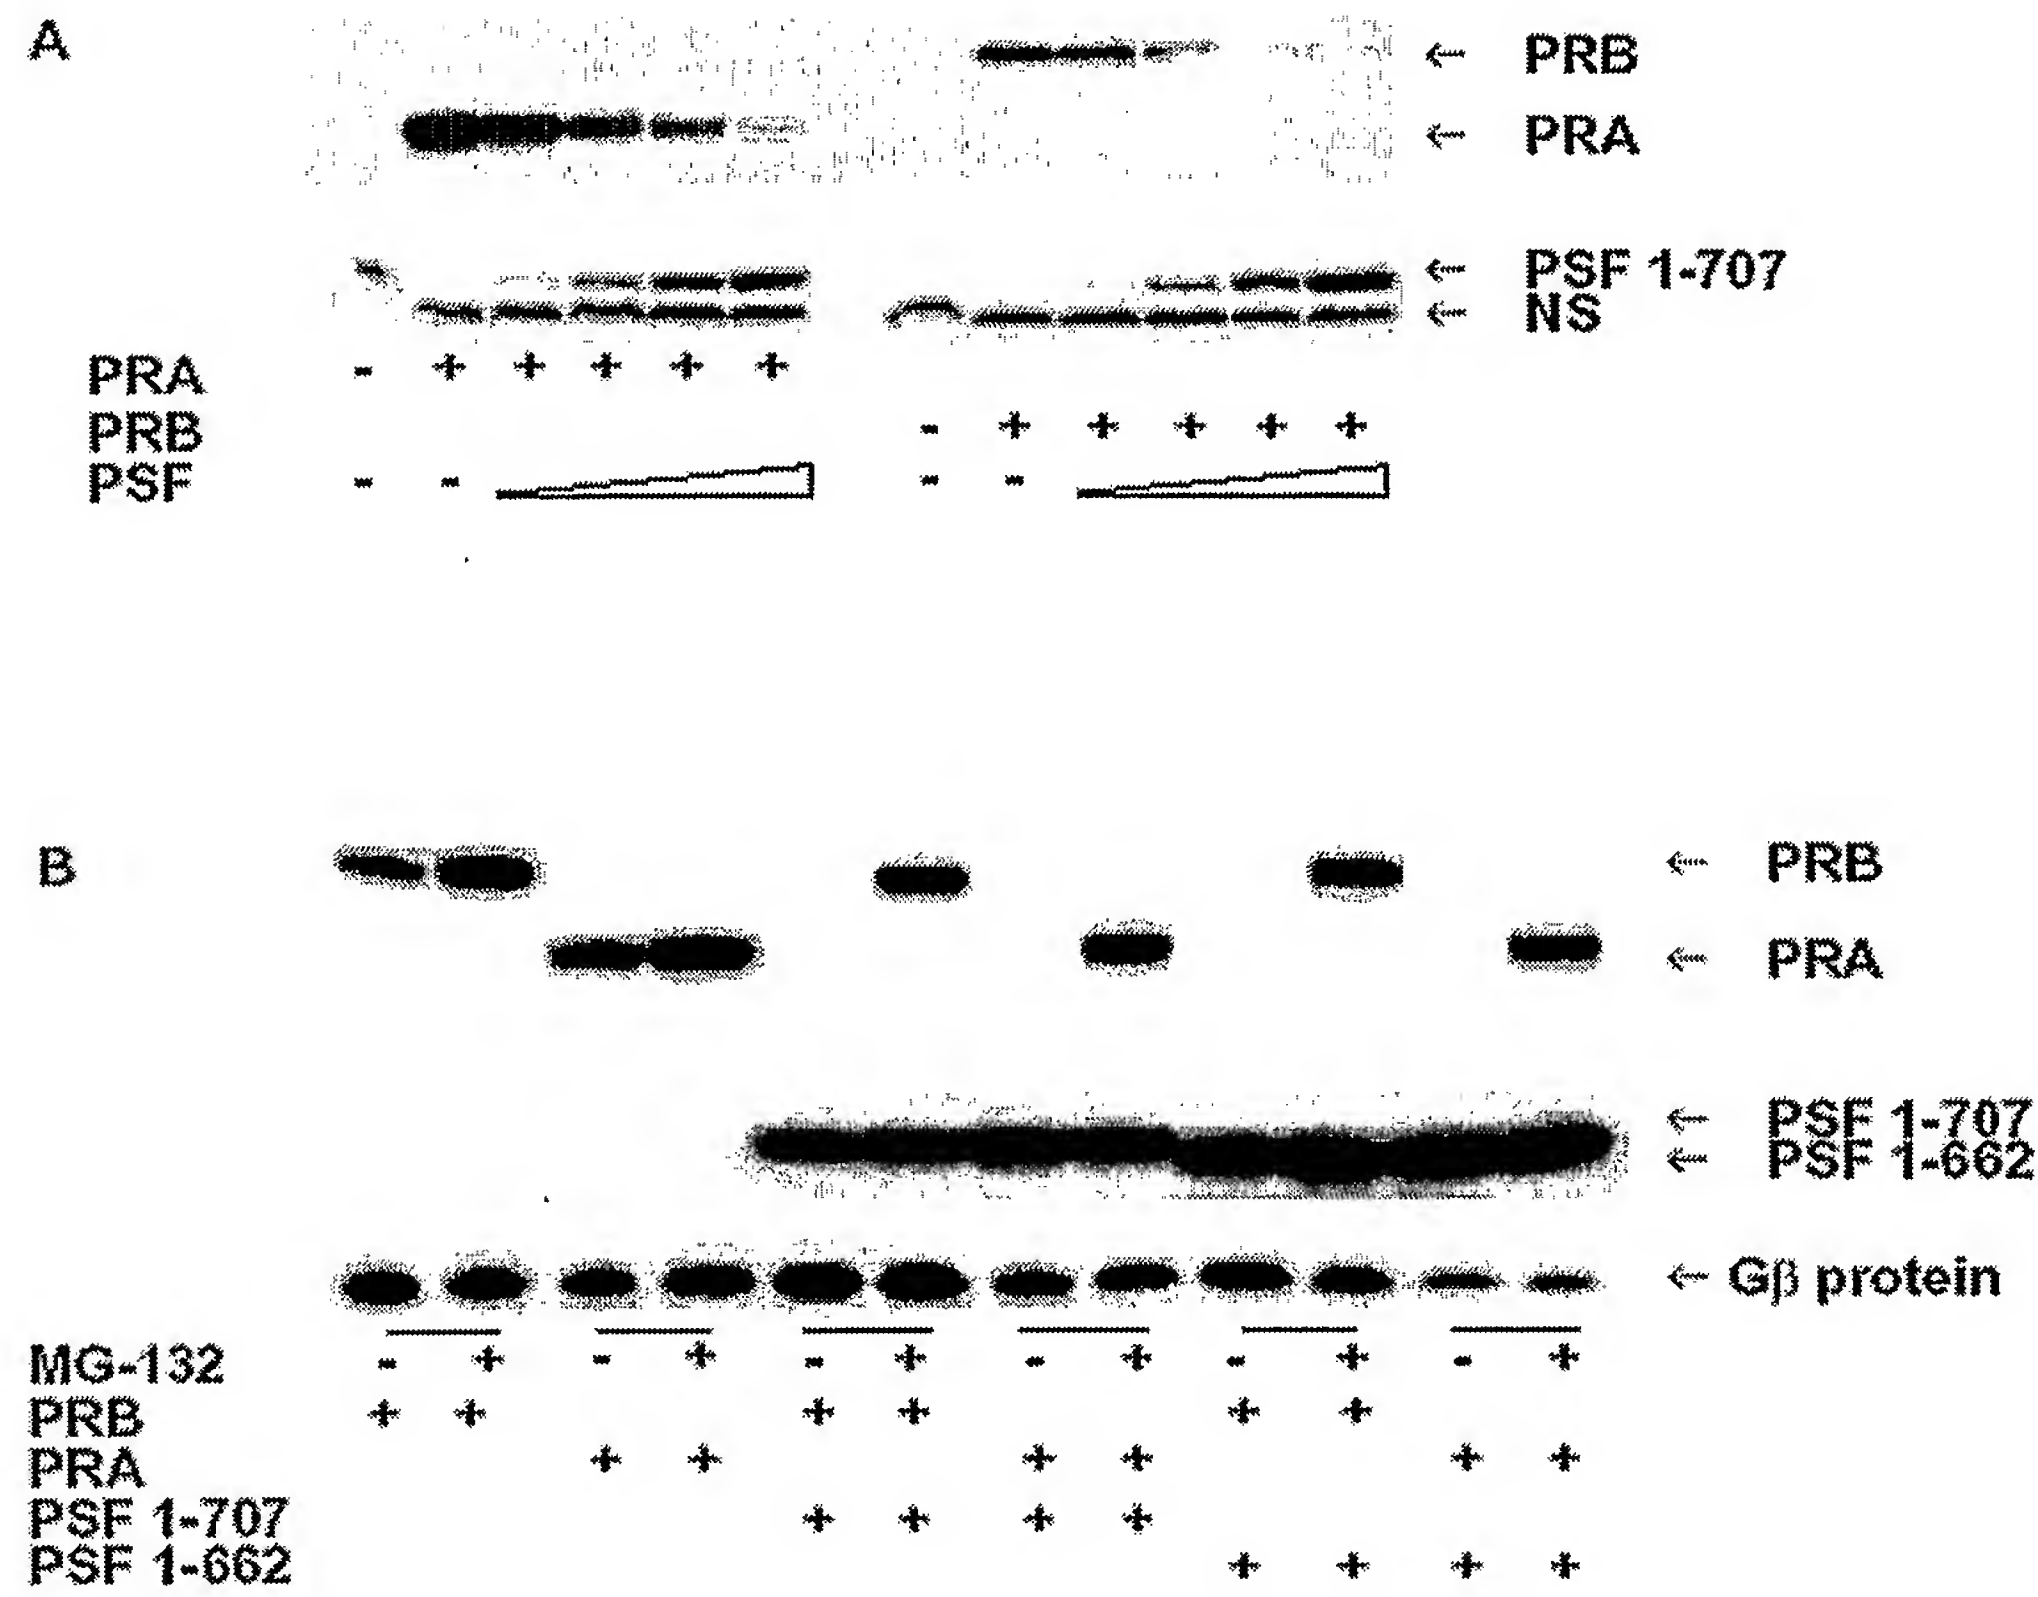 A
← PRB
← PRA
← PSF 1-707
← NS
PRA - + + + + +
PRB - + + + + +
PSF - - - -
B
← PRB
← PRA
← PSF 1-707
← PSF 1-662
← Gβ protein
MG-132 - + - + - + - + - + - +
PRB + + + + + +
PRA + + + + + +
PSF 1-707 + + + +
PSF 1-662 + + + +